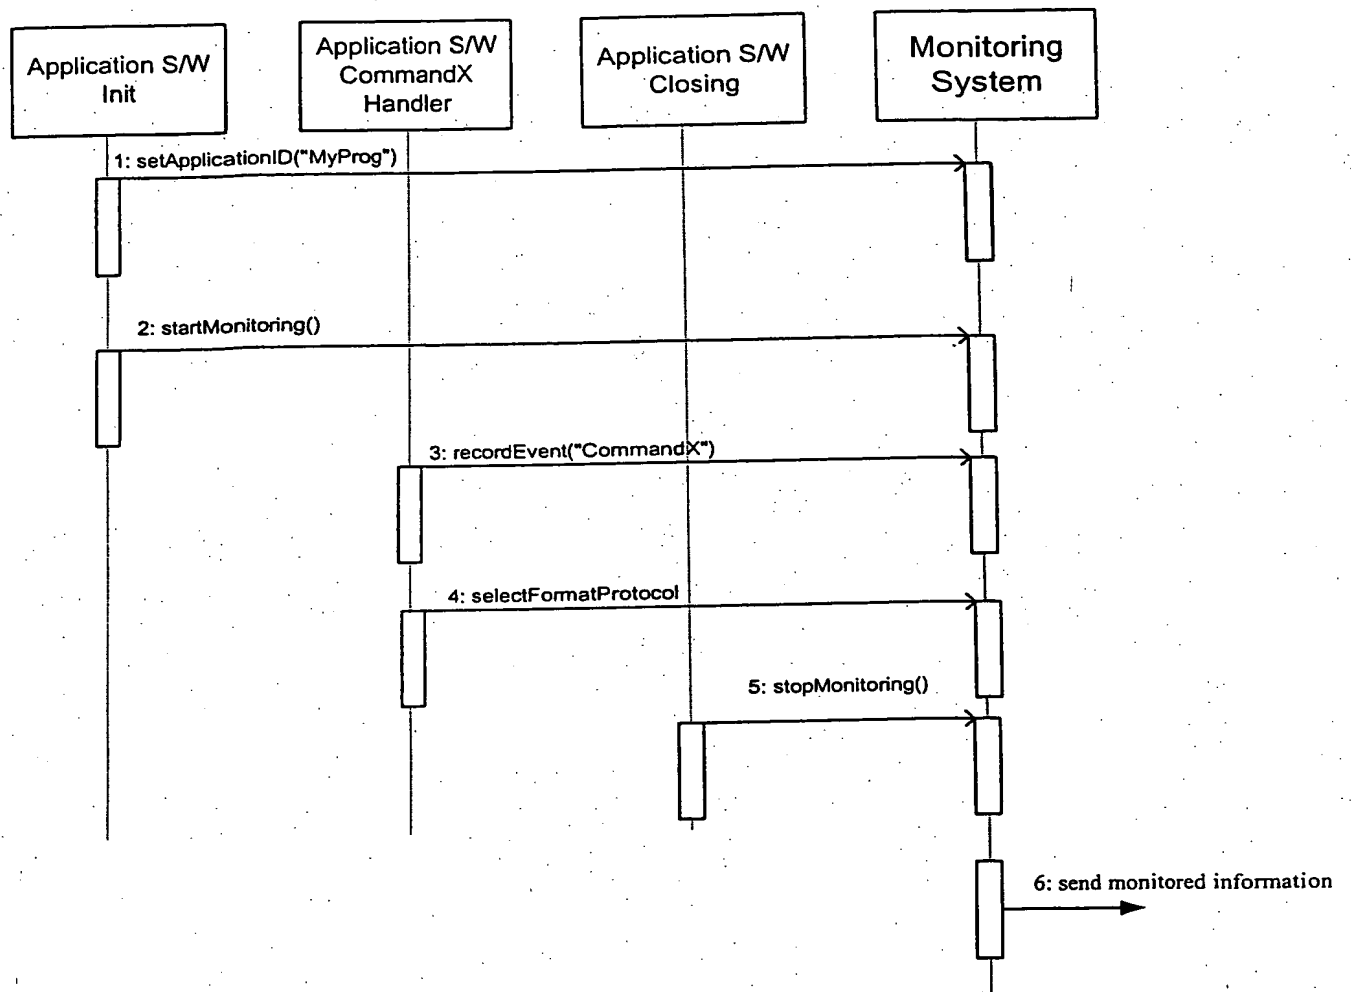 Application S/W
Init
Application S/W
CommandX
Handler
Application S/W
Closing
Monitoring
System
1: setApplicationID("MyProg")
2: startMonitoring()
3: recordEvent("CommandX")
4: selectFormatProtocol
5: stopMonitoring()
6: send monitored information